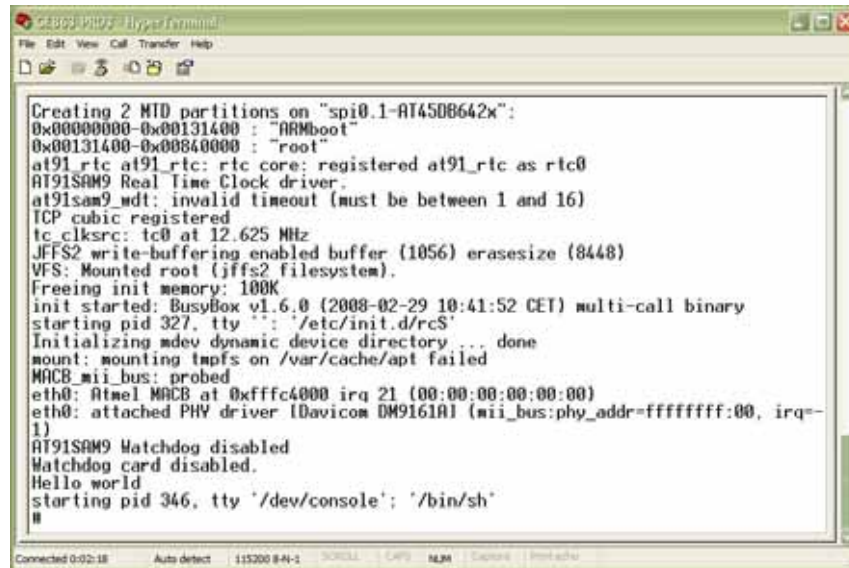 HyperTerminal
File Edit View Call Transfer Help
Creating 2 MTD partitions on "spi0.1-AT45DB642x":
0x00000000-0x00131400 : "ARMboot"
0x00131400-0x00840000 : "root"
at91_rtc at91_rtc: rtc core: registered at91_rtc as rtc0
AT91SAM9 Real Time Clock driver.
at91sam9_wdt: invalid timeout (must be between 1 and 16)
TCP cubic registered
tc_clksrc: tc0 at 12.625 MHz
JFFS2 write-buffering enabled buffer (1056) erasesize (8448)
VFS: Mounted root (jffs2 filesystem).
Freeing init memory: 100K
init started: BusyBox v1.6.0 (2008-02-29 10:41:52 CET) multi-call binary
starting pid 327, tty '': '/etc/init.d/rcS'
Initializing mdev dynamic device directory ... done
mount: mounting tmpfs on /var/cache/apt failed
MACB_mii_bus: probed
eth0: Atmel MACB at 0xfffc4000 irq 21 (00:00:00:00:00:00)
eth0: attached PHY driver [Davicom DM9161A] (mii_bus:phy_addr=ffffffff:00, irq=-
1)
AT91SAM9 Watchdog disabled
Watchdog card disabled.
Hello world
starting pid 346, tty '/dev/console': '/bin/sh'
#
Connected 0:02:18 Auto detect 115200 8-N-1 SCROLL CAPS NUM Capture Print echo